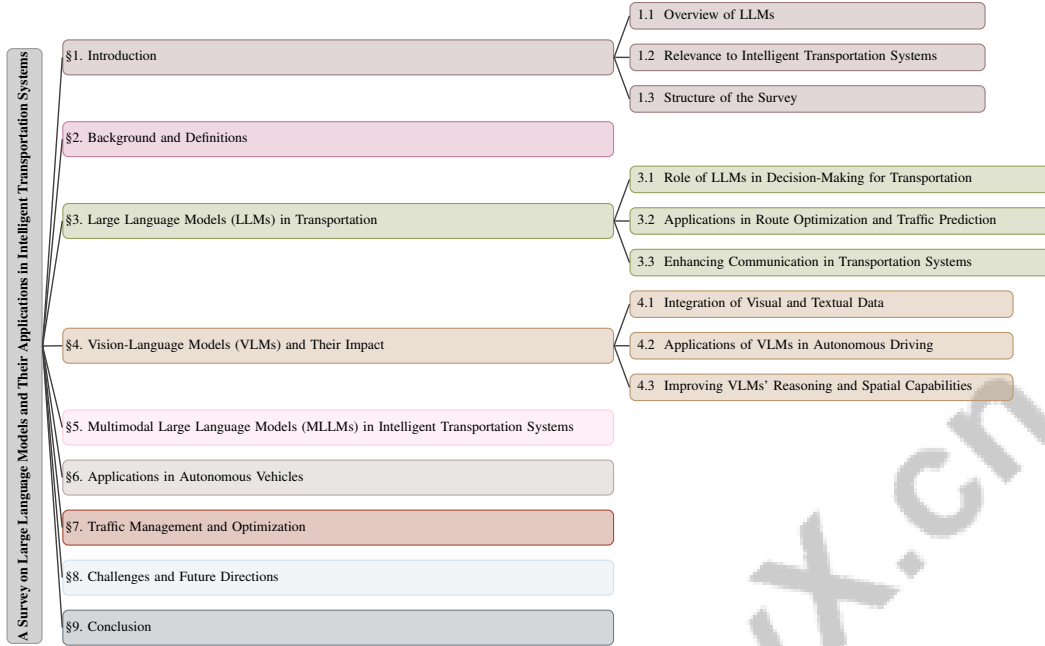 A Survey on Large Language Models and Their Applications in Intelligent Transportation Systems
§1. Introduction
1.1 Overview of LLMs
1.2 Relevance to Intelligent Transportation Systems
1.3 Structure of the Survey
§2. Background and Definitions
§3. Large Language Models (LLMs) in Transportation
3.1 Role of LLMs in Decision-Making for Transportation
3.2 Applications in Route Optimization and Traffic Prediction
3.3 Enhancing Communication in Transportation Systems
§4. Vision-Language Models (VLMs) and Their Impact
4.1 Integration of Visual and Textual Data
4.2 Applications of VLMs in Autonomous Driving
4.3 Improving VLMs' Reasoning and Spatial Capabilities
§5. Multimodal Large Language Models (MLLMs) in Intelligent Transportation Systems
§6. Applications in Autonomous Vehicles
§7. Traffic Management and Optimization
§8. Challenges and Future Directions
§9. Conclusion
x.cn